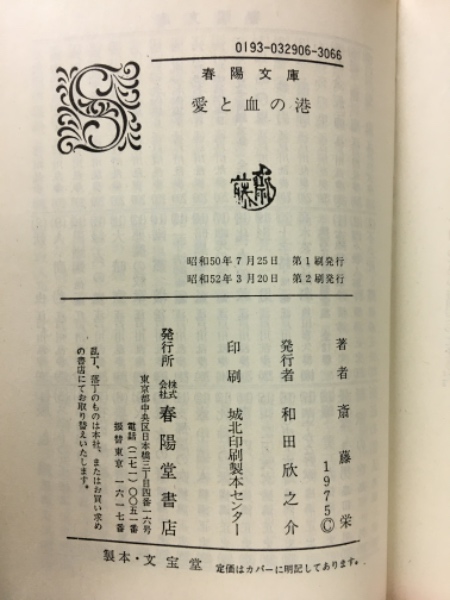 0193-032906-3066
春陽文庫
愛と血の港
昭和50年7月25日 第1刷発行
昭和52年3月20日 第2刷発行
著者 斎藤栄
1975©
発行者 和田欣之介
印刷 城北印刷製本センター
発行所 株式会社 春陽堂書店
東京都中央区日本橋三丁目四番一六号
電話(二七一)〇〇五一番
振替東京 一六一七番
乱丁、落丁のものは本社、またはお買い求め
の書店にてお取り替えいたします。
製本・文宝堂
定価はカバーに明記してあります。